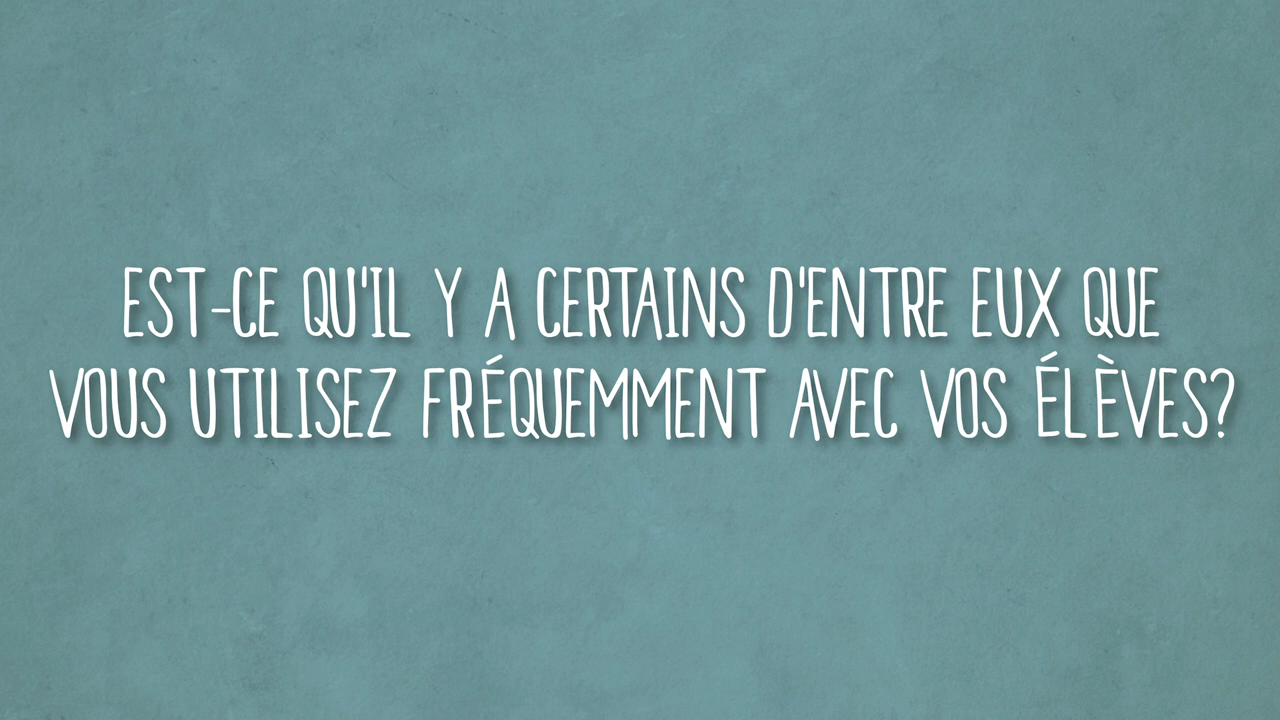 EST-CE QU'IL Y A CERTAINS D'ENTRE EUX QUE
VOUS UTILISEZ FRÉQUEMMENT AVEC VOS ÉLÈVES?